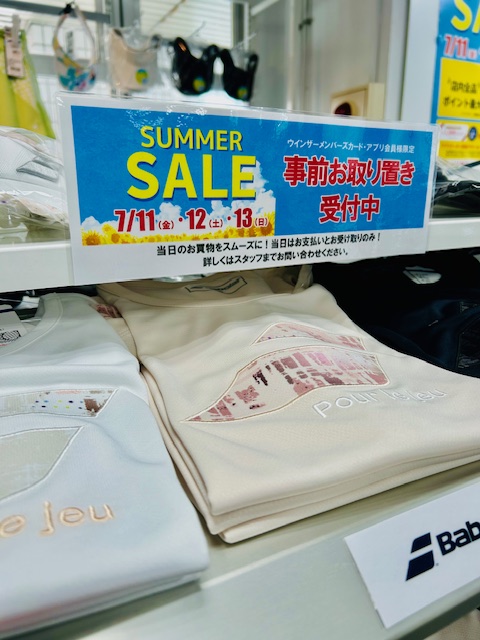 SUMMER
SALE
7/11(金)・12(土)・13(日)
ウインザーメンバーズカード・アプリ会員様限定
事前お取り置き
受付中
当日のお買物をスムーズに！当日はお支払いとお受け取りのみ！
詳しくはスタッフまでお問い合わせください。
7/11
Pour le jeu
e jeu
Bab